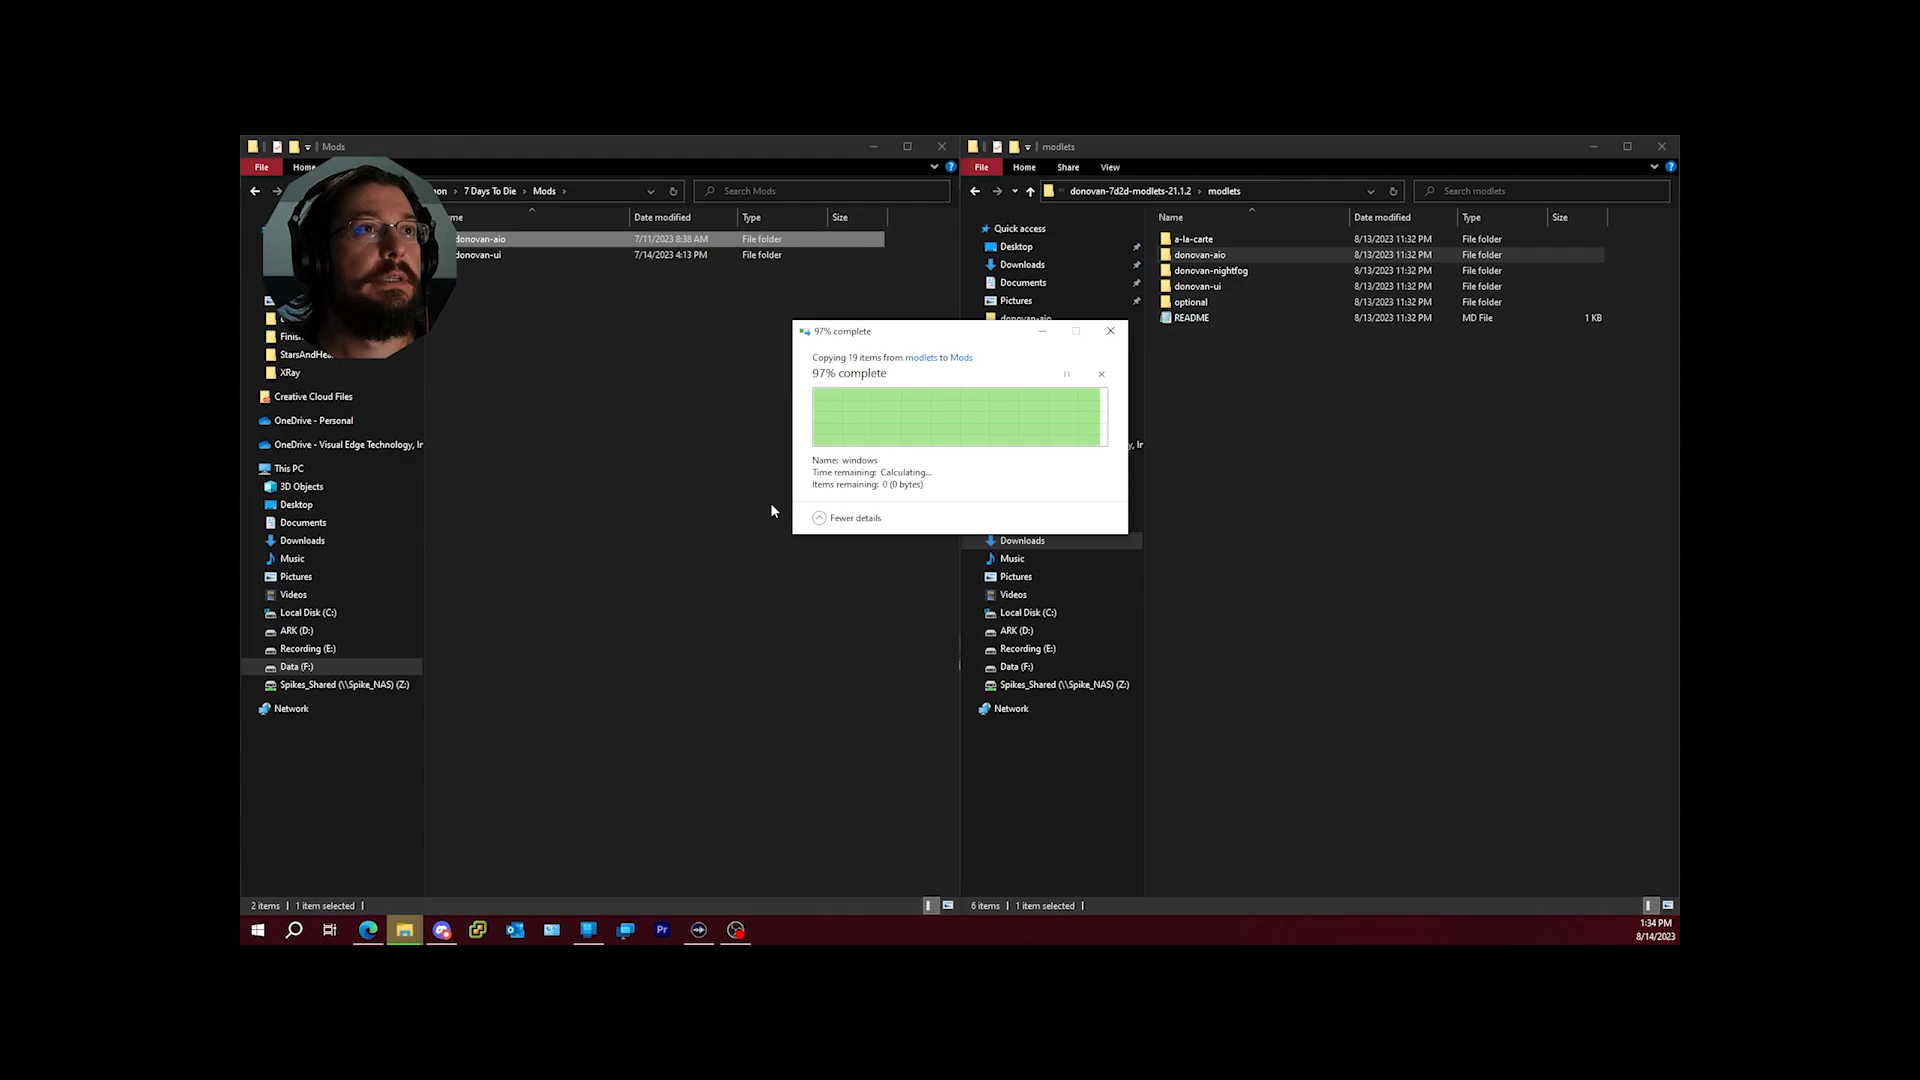 Mods
File
Home
non > 7 Days To Die > Mods >
Search Mods
Date modified
Type
Size
donovan-aio
7/11/2023 8:38 AM
File folder
donovan-ui
7/14/2023 4:13 PM
File folder
XRay
Creative Cloud Files
OneDrive - Personal
OneDrive - Visual Edge Technology, Ir
This PC
3D Objects
Desktop
Documents
Downloads
Music
Pictures
Videos
Local Disk (C:)
ARK (D:)
Recording (E:)
Data (F:)
Spikes_Shared (\\Spike_NAS) (Z:)
Network
2 items
1 item selected
97% complete
Copying 19 items from modlets to Mods
97% complete
Name: windows
Time remaining: Calculating...
Items remaining: 0 (0 bytes)
Fewer details
modlets
File
Home
Share
View
donovan-7d2d-modlets-21.1.2 > modlets
Search modlets
Name
Date modified
Type
Size
Quick access
Desktop
Downloads
Documents
Pictures
donovan-aio
a-la-carte
8/13/2023 11:32 PM
File folder
donovan-aio
8/13/2023 11:32 PM
File folder
donovan-nightfog
8/13/2023 11:32 PM
File folder
donovan-ui
8/13/2023 11:32 PM
File folder
optional
8/13/2023 11:32 PM
File folder
README
8/13/2023 11:32 PM
MD File
1 KB
Downloads
Music
Pictures
Videos
Local Disk (C:)
ARK (D:)
Recording (E:)
Data (F:)
Spikes_Shared (\\Spike_NAS) (Z:)
Network
6 items
1 item selected
Pr
1:34 PM
8/14/2023